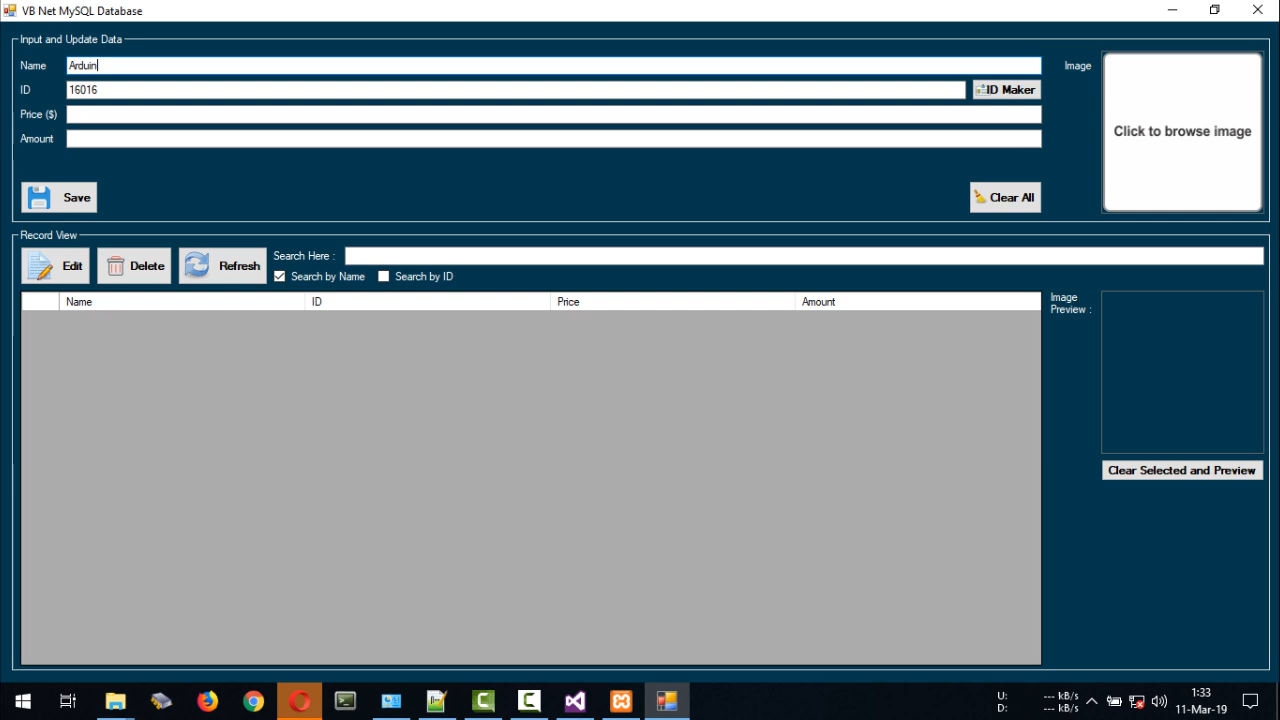 VB Net MySQL Database
Input and Update Data
Name Arduin
Image
ID 16016 ID Maker
Price ($)
Click to browse image
Amount
Save Clear All
Record View
Edit Delete Refresh
Search Here :
Search by Name Search by ID
Name ID Price Amount
Image
Preview :
Clear Selected and Preview
U: --- kB/s
D: --- kB/s
1:33
11-Mar-19